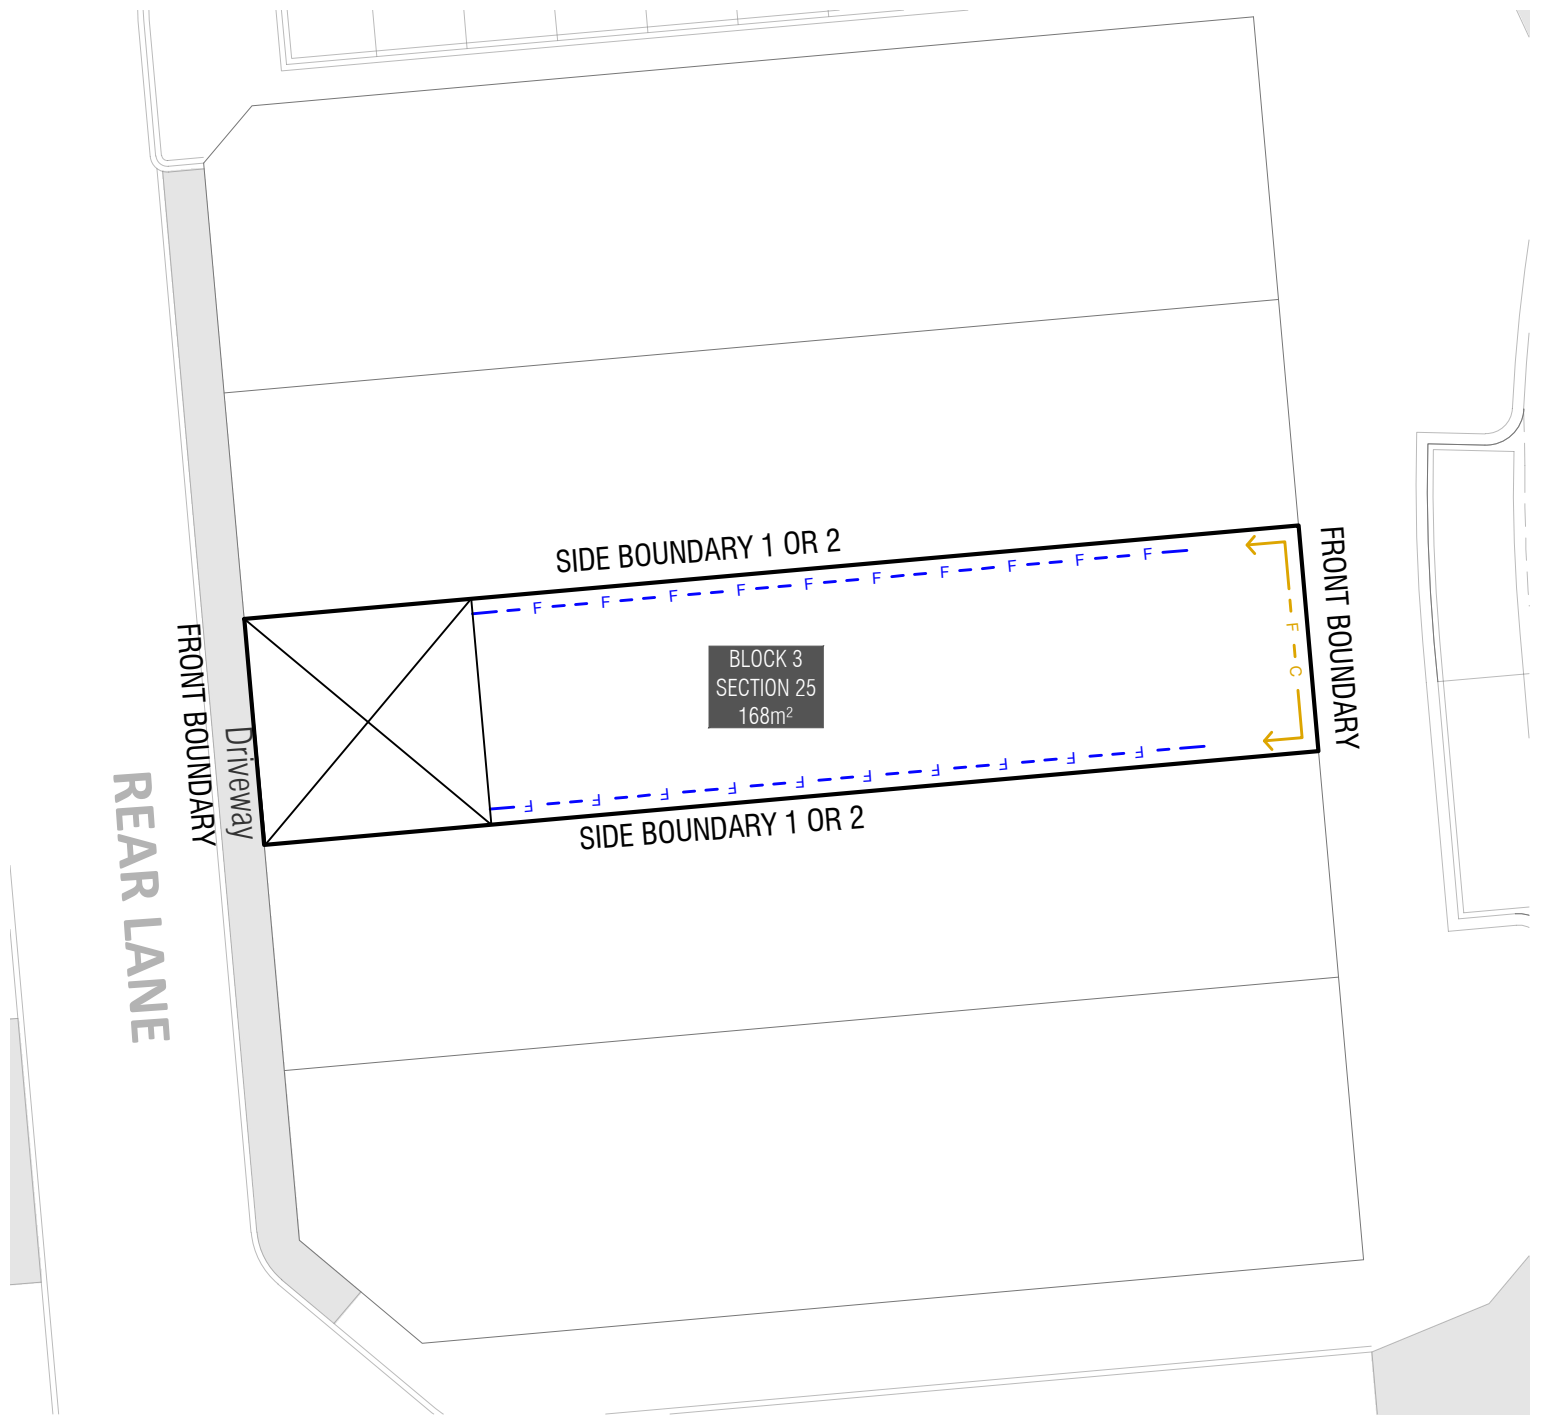 SIDE BOUNDARY 1 OR 2
F F F F F F F F F F
FRONT BOUNDARY
F C
BLOCK 3
SECTION 25
168m²
FRONT BOUNDARY
Driveway
REAR LANE
F F F F F F F F F F
SIDE BOUNDARY 1 OR 2